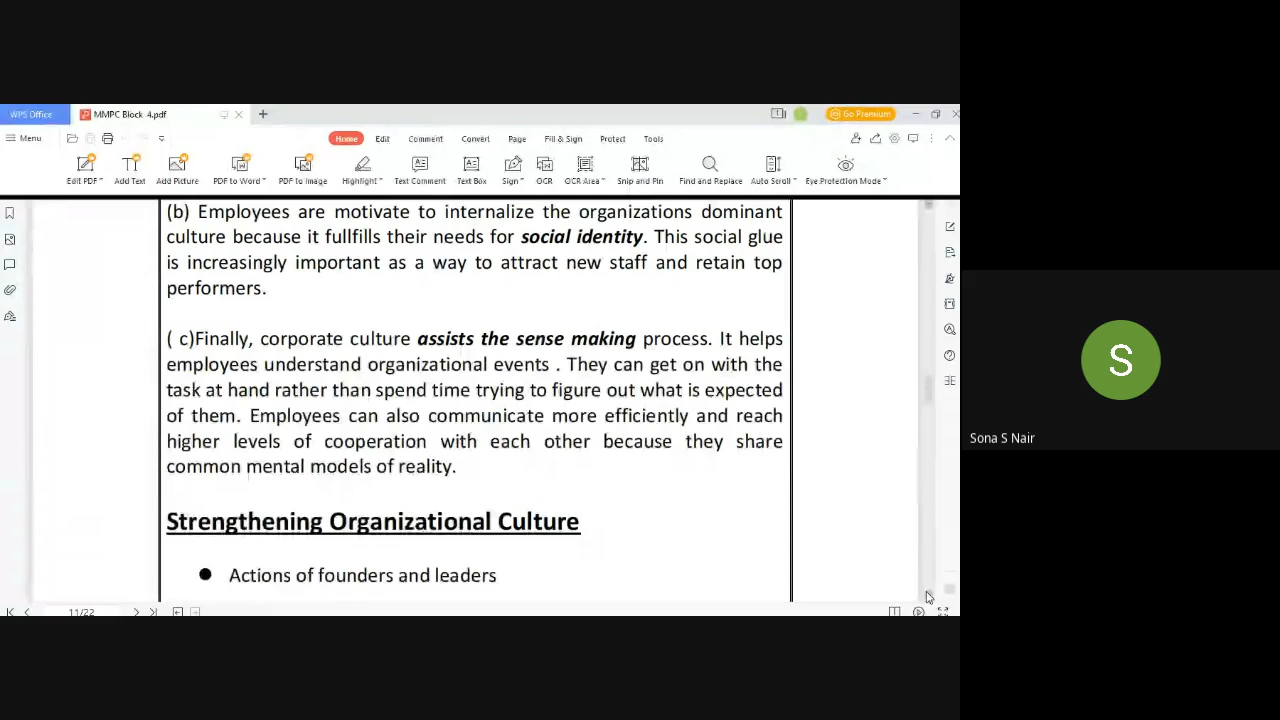 WPS Office
MMPC Block 4.pdf
Go Premium
Menu
Home Edit Comment Convert Page Fill & Sign Protect Tools
Edit PDF Add Text Add Picture PDF to Word PDF to Image Highlight Text Comment Text Box Sign OCR OCR Area Snip and Pin Find and Replace Auto Scroll Eye Protection Mode
(b) Employees are motivate to internalize the organizations dominant
culture because it fullfills their needs for social identity. This social glue
is increasingly important as a way to attract new staff and retain top
performers.
( c)Finally, corporate culture assists the sense making process. It helps
employees understand organizational events . They can get on with the
task at hand rather than spend time trying to figure out what is expected
of them. Employees can also communicate more efficiently and reach
higher levels of cooperation with each other because they share
common mental models of reality.
Strengthening Organizational Culture
● Actions of founders and leaders
11/22
S
Sona S Nair